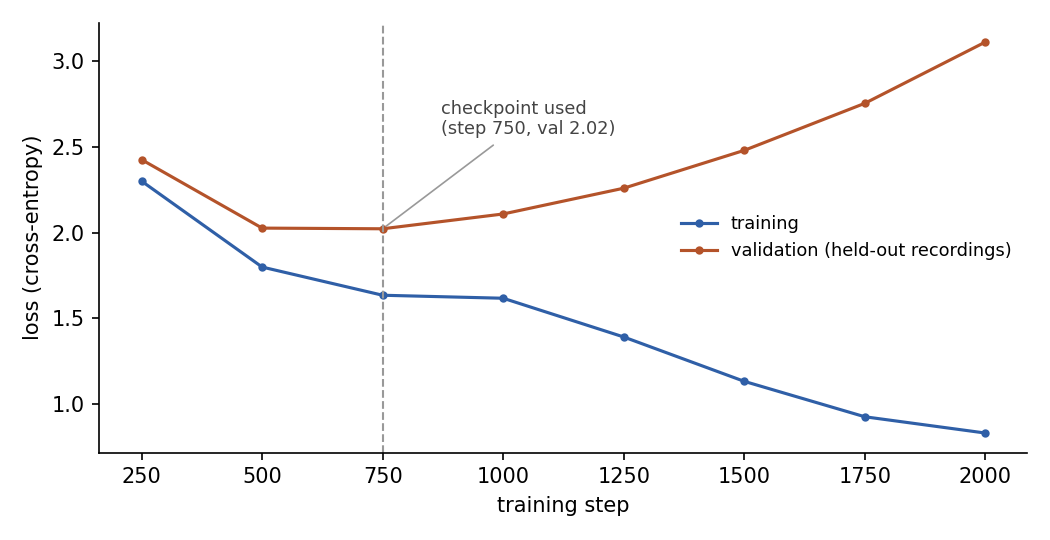 loss (cross-entropy)
3.0
2.5
2.0
1.5
1.0
checkpoint used
(step 750, val 2.02)
training
validation (held-out recordings)
250 500 750 1000 1250 1500 1750 2000
training step